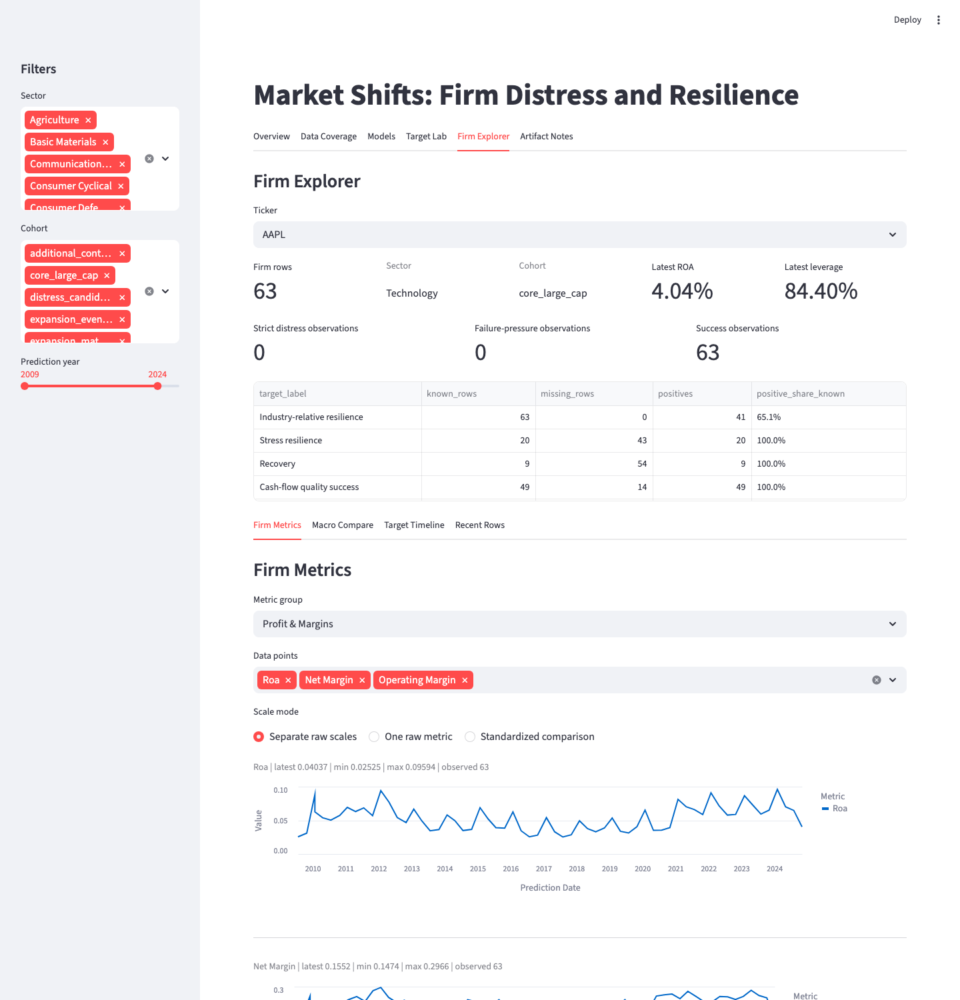 Deploy
Filters
Sector
Agriculture
Basic Materials
Communication...
Consumer Cyclical
Consumer Defe...
Cohort
additional_cont...
core_large_cap
distress_candid...
expansion_even...
expansion_mat...
Prediction year
2009 2024
Market Shifts: Firm Distress and Resilience
Overview Data Coverage Models Target Lab Firm Explorer Artifact Notes
Firm Explorer
Ticker
AAPL
Firm rows Sector Cohort Latest ROA Latest leverage
63 Technology core_large_cap 4.04% 84.40%
Strict distress observations Failure-pressure observations Success observations
0 0 63
target_label known_rows missing_rows positives positive_share_known
Industry-relative resilience 63 0 41 65.1%
Stress resilience 20 43 20 100.0%
Recovery 9 54 9 100.0%
Cash-flow quality success 49 14 49 100.0%
Firm Metrics Macro Compare Target Timeline Recent Rows
Firm Metrics
Metric group
Profit & Margins
Data points
Roa Net Margin Operating Margin
Scale mode
Separate raw scales One raw metric Standardized comparison
Roa | latest 0.04037 | min 0.02525 | max 0.09594 | observed 63
0.10
0.05
0.00
Value
2010 2011 2012 2013 2014 2015 2016 2017 2018 2019 2020 2021 2022 2023 2024
Prediction Date
Metric
Roa
Net Margin | latest 0.1552 | min 0.1474 | max 0.2966 | observed 63
0.3
Metric